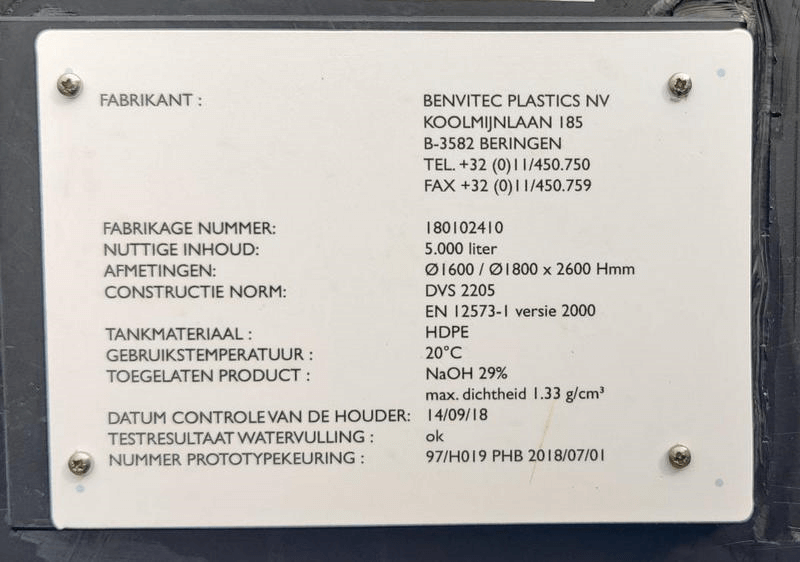 FABRIKANT : BENVITEC PLASTICS NV
KOOLMIJNLAAN 185
B-3582 BERINGEN
TEL. +32 (0)11/450.750
FAX +32 (0)11/450.759
FABRIKAGE NUMMER: 180102410
NUTTIGE INHOUD: 5.000 liter
AFMETINGEN: Ø1600 / Ø1800 x 2600 Hmm
CONSTRUCTIE NORM: DVS 2205
EN 12573-1 versie 2000
TANKMATERIAAL : HDPE
GEBRUIKSTEMPERATUUR : 20°C
TOEGELATEN PRODUCT : NaOH 29%
max. dichtheid 1.33 g/cm³
DATUM CONTROLE VAN DE HOUDER: 14/09/18
TESTRESULTAAT WATERVULLING : ok
NUMMER PROTOTYPEKEURING : 97/H019 PHB 2018/07/01